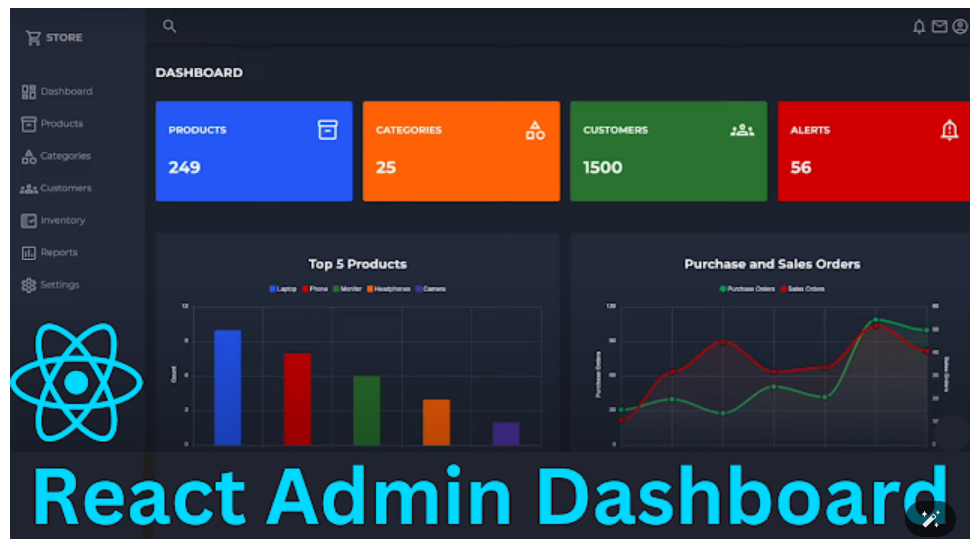 STORE
Dashboard
Products
Categories
Customers
Inventory
Reports
Settings
DASHBOARD
PRODUCTS
249
CATEGORIES
25
CUSTOMERS
1500
ALERTS
56
Top 5 Products
Laptop Phone Monitor Headphones Camera
12
9
6
3
0
Count
Purchase and Sales Orders
Purchase Orders Sales Orders
120
90
60
30
0
Purchase Orders
Sales Orders
React Admin Dashboard